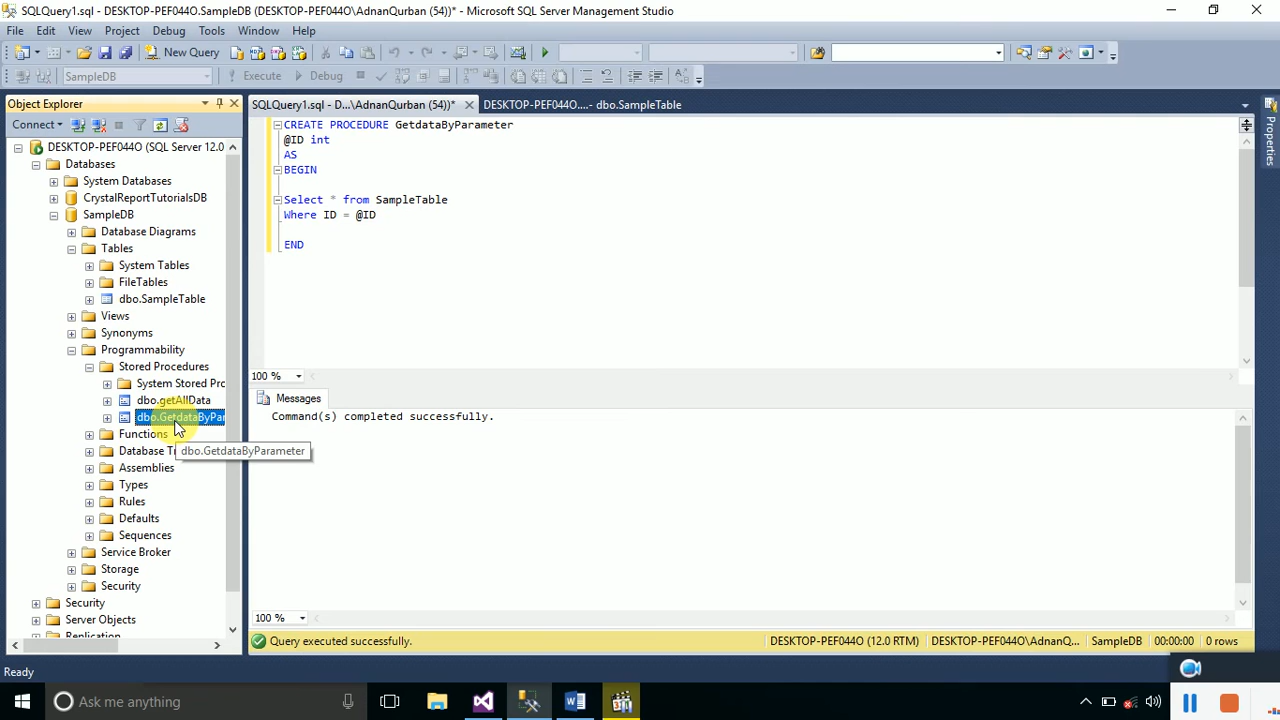 SQLQuery1.sql - DESKTOP-PEF044O.SampleDB (DESKTOP-PEF044O\AdnanQurban (54))* - Microsoft SQL Server Management Studio
File Edit View Project Debug Tools Window Help
New Query
SampleDB Execute Debug
Object Explorer
Connect
DESKTOP-PEF044O (SQL Server 12.0
Databases
System Databases
CrystalReportTutorialsDB
SampleDB
Database Diagrams
Tables
System Tables
FileTables
dbo.SampleTable
Views
Synonyms
Programmability
Stored Procedures
System Stored Pro
dbo.getAllData
dbo.GetdataByPar
Functions
Database Tr
dbo.GetdataByParameter
Assemblies
Types
Rules
Defaults
Sequences
Service Broker
Storage
Security
Security
Server Objects
Replication
SQLQuery1.sql - D...\AdnanQurban (54))* DESKTOP-PEF044O.... - dbo.SampleTable
CREATE PROCEDURE GetdataByParameter
@ID int
AS
BEGIN
Select * from SampleTable
Where ID = @ID
END
100 %
Messages
Command(s) completed successfully.
100 %
Query executed successfully. DESKTOP-PEF044O (12.0 RTM) DESKTOP-PEF044O\AdnanQ... SampleDB 00:00:00 0 rows
Properties
Ready
Ask me anything